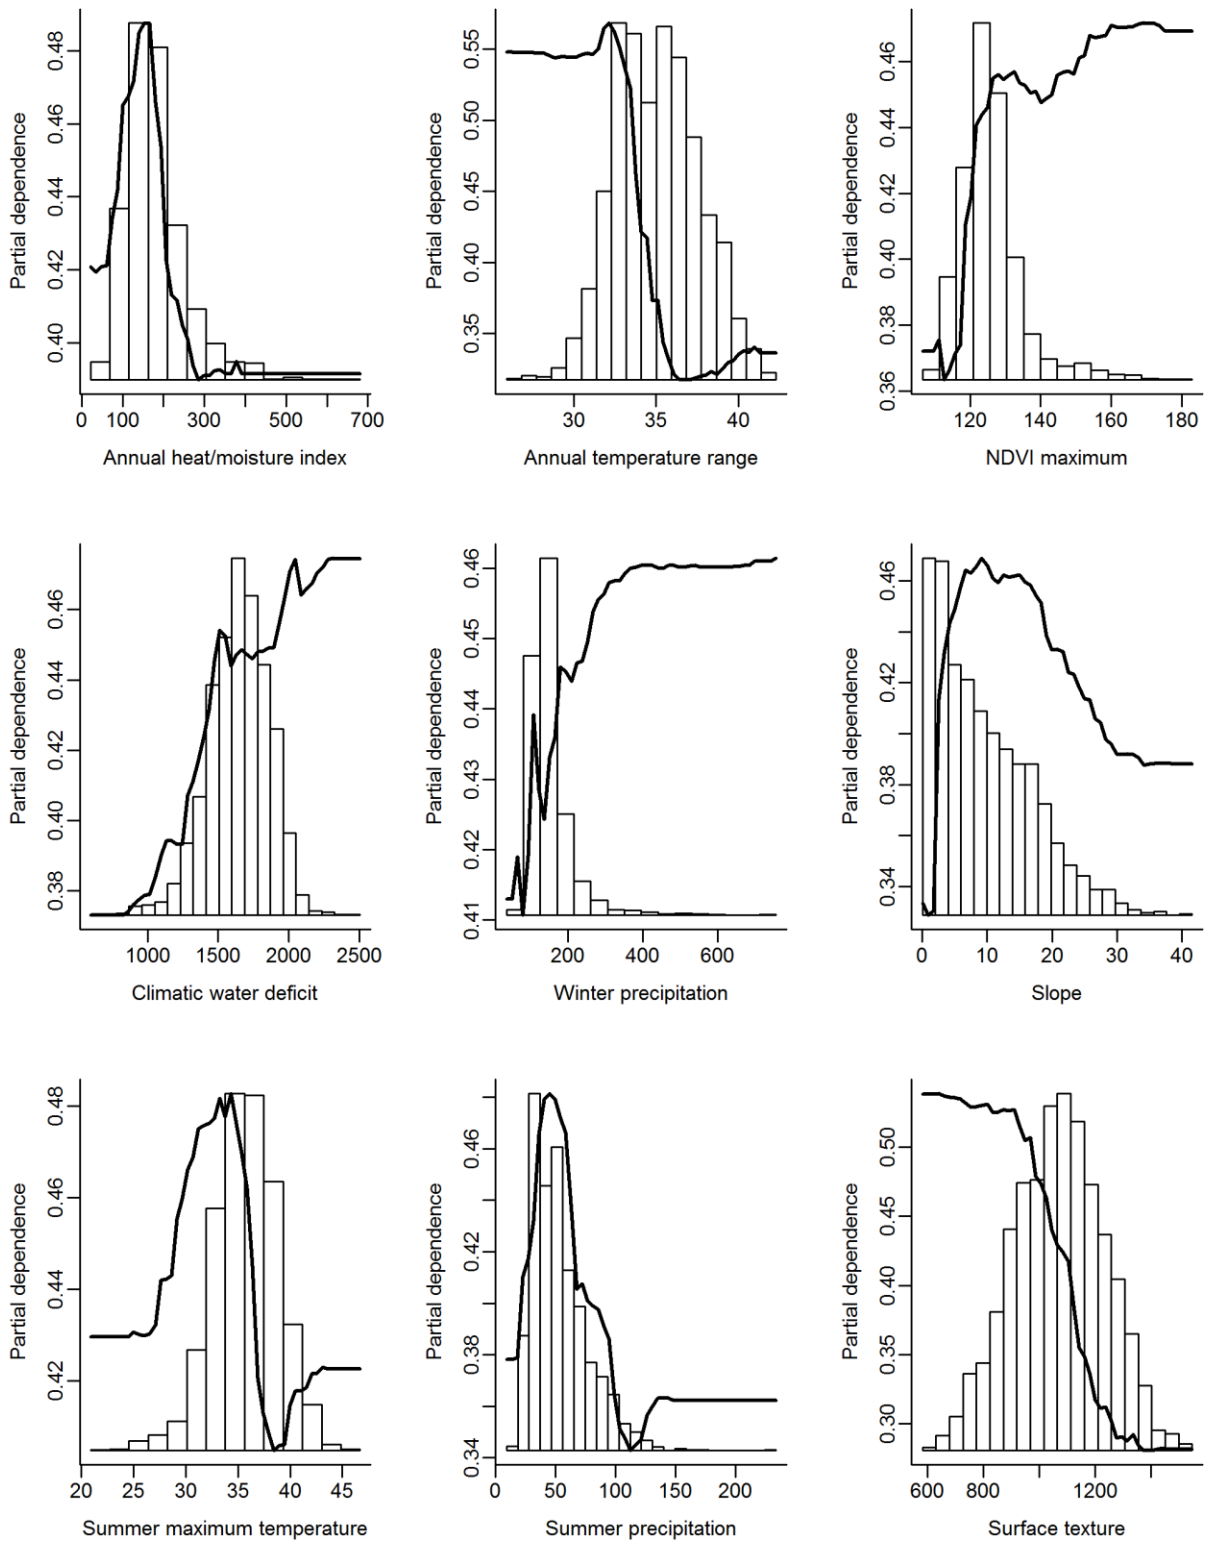 Partial dependence
0.40 0.42 0.44 0.46 0.48
0 100 300 500 700
Annual heat/moisture index
Partial dependence
0.35 0.40 0.45 0.50 0.55
30 35 40
Annual temperature range
Partial dependence
0.36 0.38 0.40 0.42 0.44 0.46
120 140 160 180
NDVI maximum
Partial dependence
0.38 0.40 0.42 0.44 0.46
1000 1500 2000 2500
Climatic water deficit
Partial dependence
0.41 0.42 0.43 0.44 0.45 0.46
200 400 600
Winter precipitation
Partial dependence
0.34 0.38 0.42 0.46
0 10 20 30 40
Slope
Partial dependence
0.42 0.44 0.46 0.48
20 25 30 35 40 45
Summer maximum temperature
Partial dependence
0.34 0.38 0.42 0.46
0 50 100 150 200
Summer precipitation
Partial dependence
0.30 0.35 0.40 0.45 0.50
600 800 1200
Surface texture